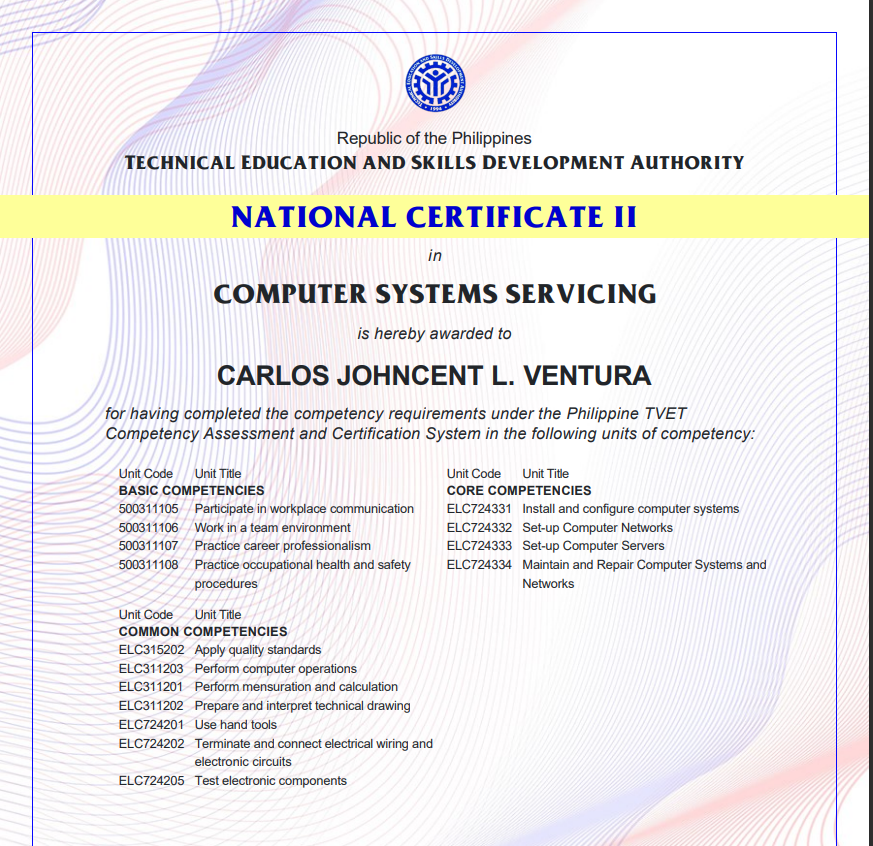 Republic of the Philippines
TECHNICAL EDUCATION AND SKILLS DEVELOPMENT AUTHORITY
NATIONAL CERTIFICATE II
in
COMPUTER SYSTEMS SERVICING
is hereby awarded to
CARLOS JOHNCENT L. VENTURA
for having completed the competency requirements under the Philippine TVET
Competency Assessment and Certification System in the following units of competency:
Unit Code Unit Title
BASIC COMPETENCIES
500311105 Participate in workplace communication
500311106 Work in a team environment
500311107 Practice career professionalism
500311108 Practice occupational health and safety
procedures
Unit Code Unit Title
CORE COMPETENCIES
ELC724331 Install and configure computer systems
ELC724332 Set-up Computer Networks
ELC724333 Set-up Computer Servers
ELC724334 Maintain and Repair Computer Systems and
Networks
Unit Code Unit Title
COMMON COMPETENCIES
ELC315202 Apply quality standards
ELC311203 Perform computer operations
ELC311201 Perform mensuration and calculation
ELC311202 Prepare and interpret technical drawing
ELC724201 Use hand tools
ELC724202 Terminate and connect electrical wiring and
electronic circuits
ELC724205 Test electronic components